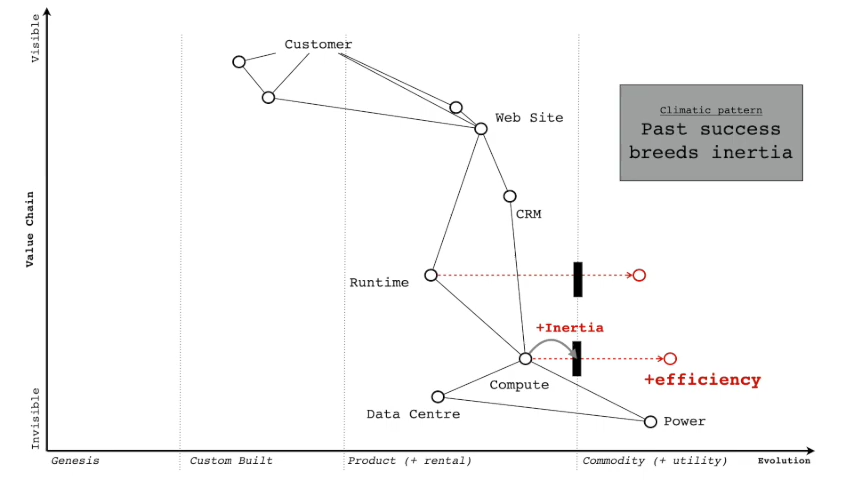 Visible
Customer
Climatic pattern
Past success
breeds inertia
Web Site
Value Chain
CRM
Runtime
+Inertia
+efficiency
Compute
Data Centre
Power
Invisible
Genesis
Custom Built
Product (+ rental)
Commodity (+ utility)
Evolution